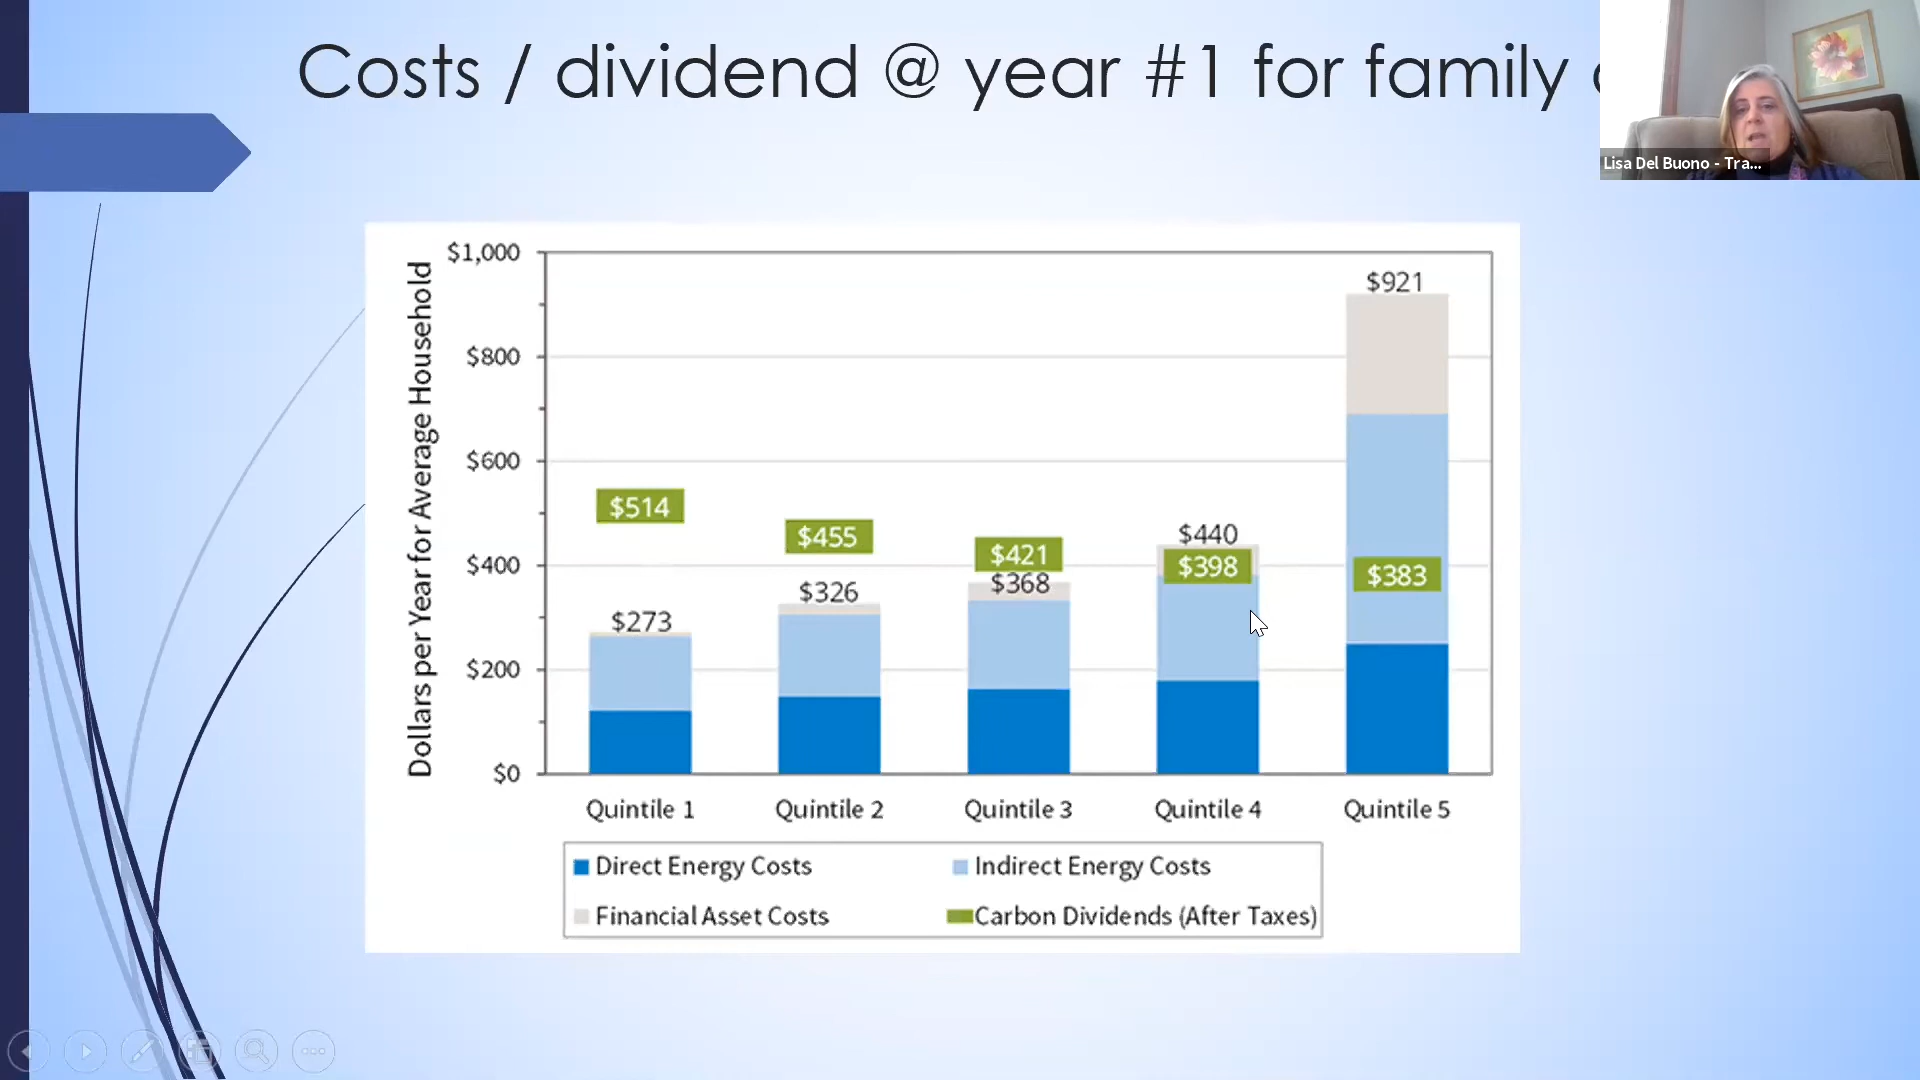 Costs / dividend @ year #1 for family
Lisa Del Buono - Tra...
Dollars per Year for Average Household
$1,000
$800
$600
$400
$200
$0
$514
$273
$455
$326
$421
$368
$440
$398
$921
$383
Quintile 1
Quintile 2
Quintile 3
Quintile 4
Quintile 5
Direct Energy Costs
Indirect Energy Costs
Financial Asset Costs
Carbon Dividends (After Taxes)